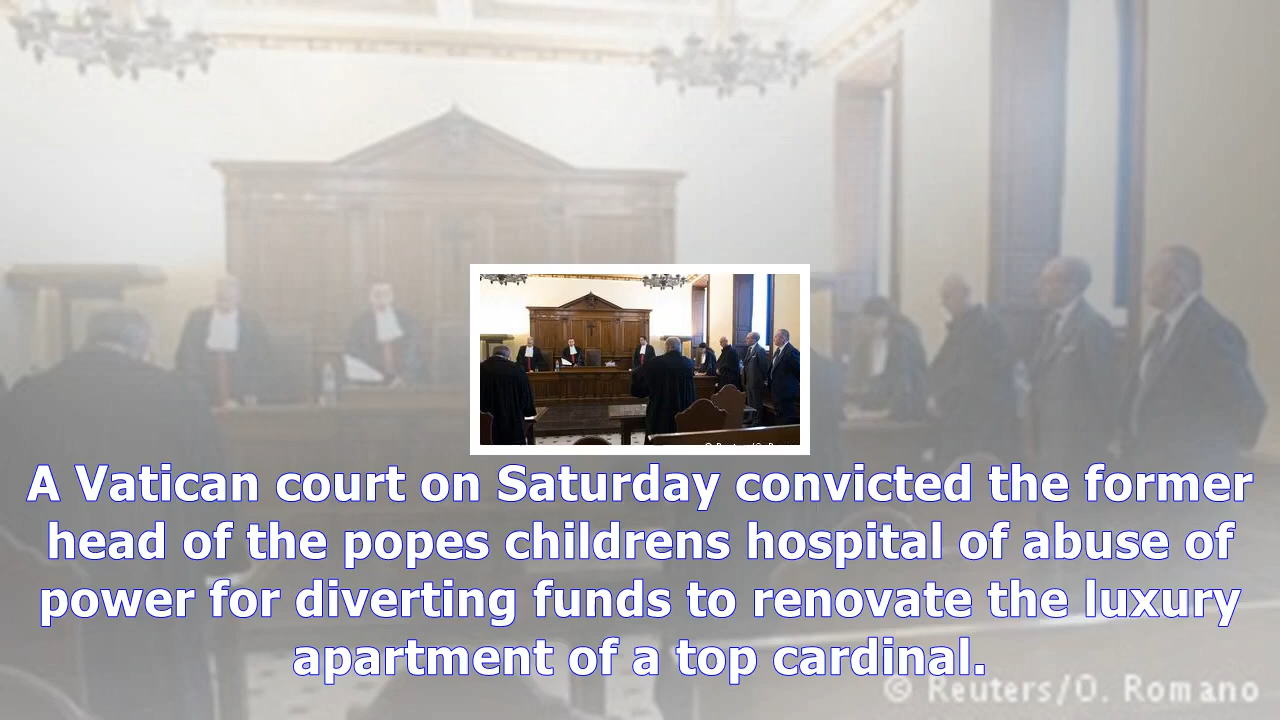 A Vatican court on Saturday convicted the former
head of the popes childrens hospital of abuse of
power for diverting funds to renovate the luxury
apartment of a top cardinal.
© Reuters/O. Romano